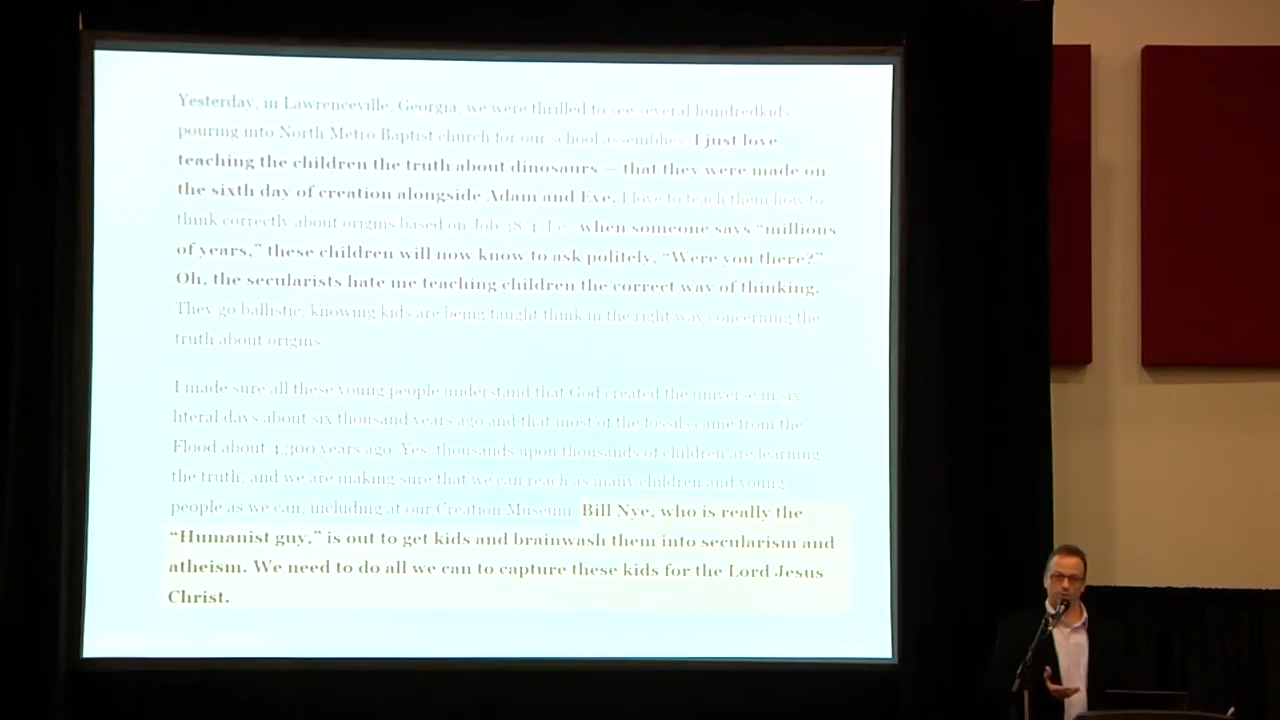 Yesterday, in Lawrenceville, Georgia, we were thrilled to see several hundredkids
pouring into North Metro Baptist church for our school assemblies. I just love
teaching the children the truth about dinosaurs — that they were made on
the sixth day of creation alongside Adam and Eve. I love to teach them how to
think correctly about origins based on Job 38:4. I.e., when someone says “millions
of years,” these children will now know to ask politely, “Were you there?”
Oh, the secularists hate me teaching children the correct way of thinking.
They go ballistic, knowing kids are being taught think in the right way concerning the
truth about origins.
I made sure all these young people understand that God created the universe in six
literal days about six thousand years ago and that most of the fossils came from the
Flood about 4,300 years ago. Yes, thousands upon thousands of children are learning
the truth, and we are making sure that we can reach as many children and young
people as we can, including at our Creation Museum. Bill Nye, who is really the
“Humanist guy,” is out to get kids and brainwash them into secularism and
atheism. We need to do all we can to capture these kids for the Lord Jesus
Christ.